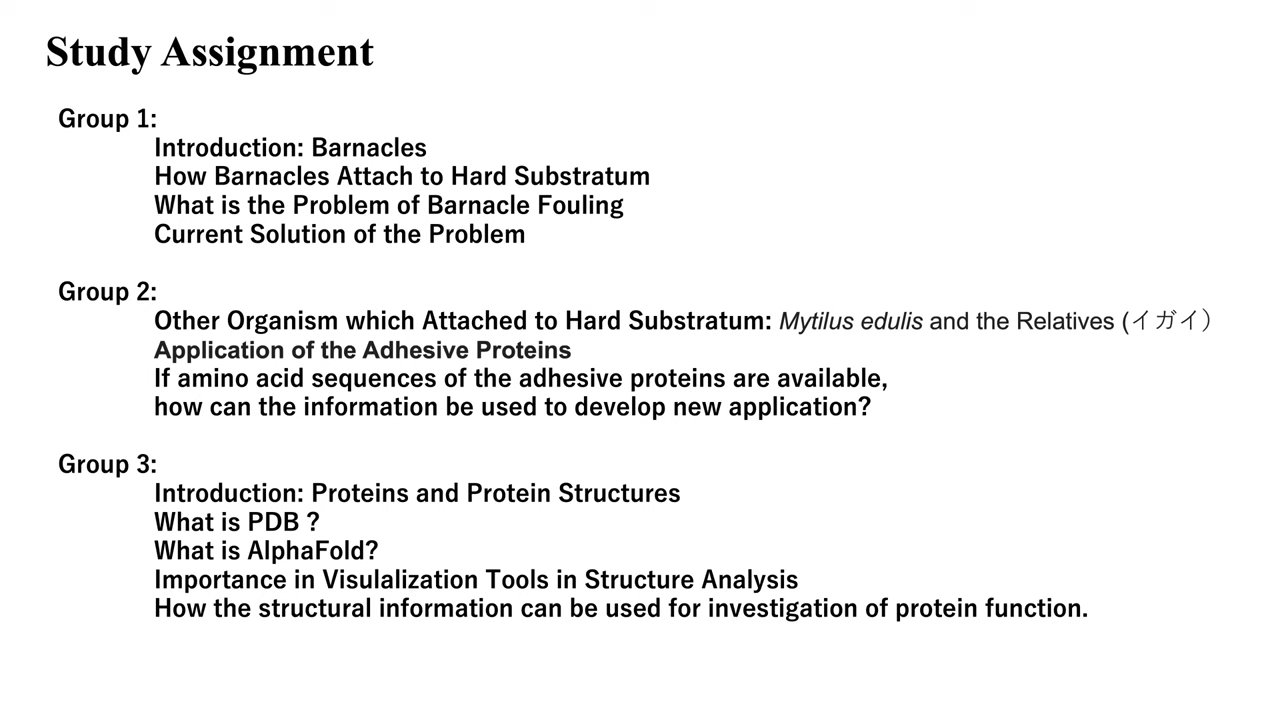 Study Assignment
Group 1:
Introduction: Barnacles
How Barnacles Attach to Hard Substratum
What is the Problem of Barnacle Fouling
Current Solution of the Problem
Group 2:
Other Organism which Attached to Hard Substratum: Mytilus edulis and the Relatives (イガイ）
Application of the Adhesive Proteins
If amino acid sequences of the adhesive proteins are available,
how can the information be used to develop new application?
Group 3:
Introduction: Proteins and Protein Structures
What is PDB ?
What is AlphaFold?
Importance in Visulalization Tools in Structure Analysis
How the structural information can be used for investigation of protein function.